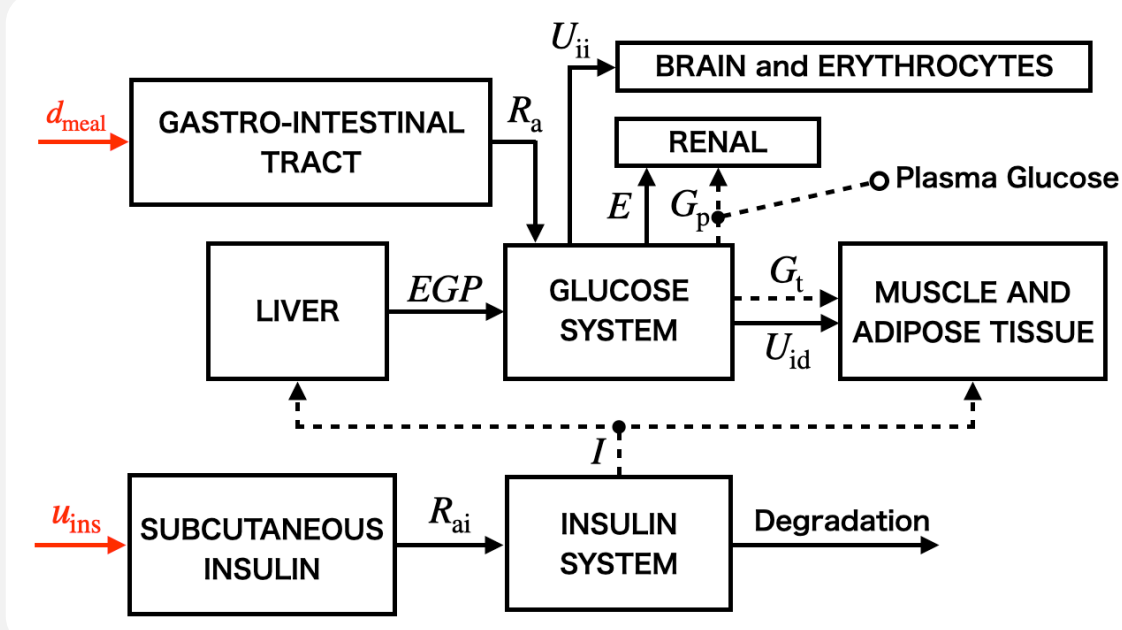 U_ii
BRAIN and ERYTHROCYTES
d_meal
GASTRO-INTESTINAL
TRACT
R_a
RENAL
Plasma Glucose
E
G_p
LIVER
EGP
GLUCOSE
SYSTEM
G_t
U_id
MUSCLE AND
ADIPOSE TISSUE
I
u_ins
SUBCUTANEOUS
INSULIN
R_ai
INSULIN
SYSTEM
Degradation